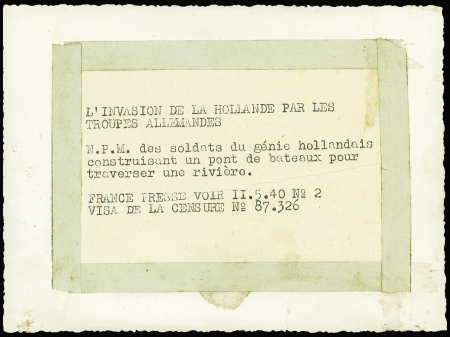 L'INVASION DE LA HOLLANDE PAR LES
TROUPES ALLEMANDES
N.P.M. des soldats du génie hollandais
construisant un pont de bateaux pour
traverser une rivière.
FRANCE PRESSE VOIR II.5.40 Nº 2
VISA DE LA CENSURE Nº 87.326